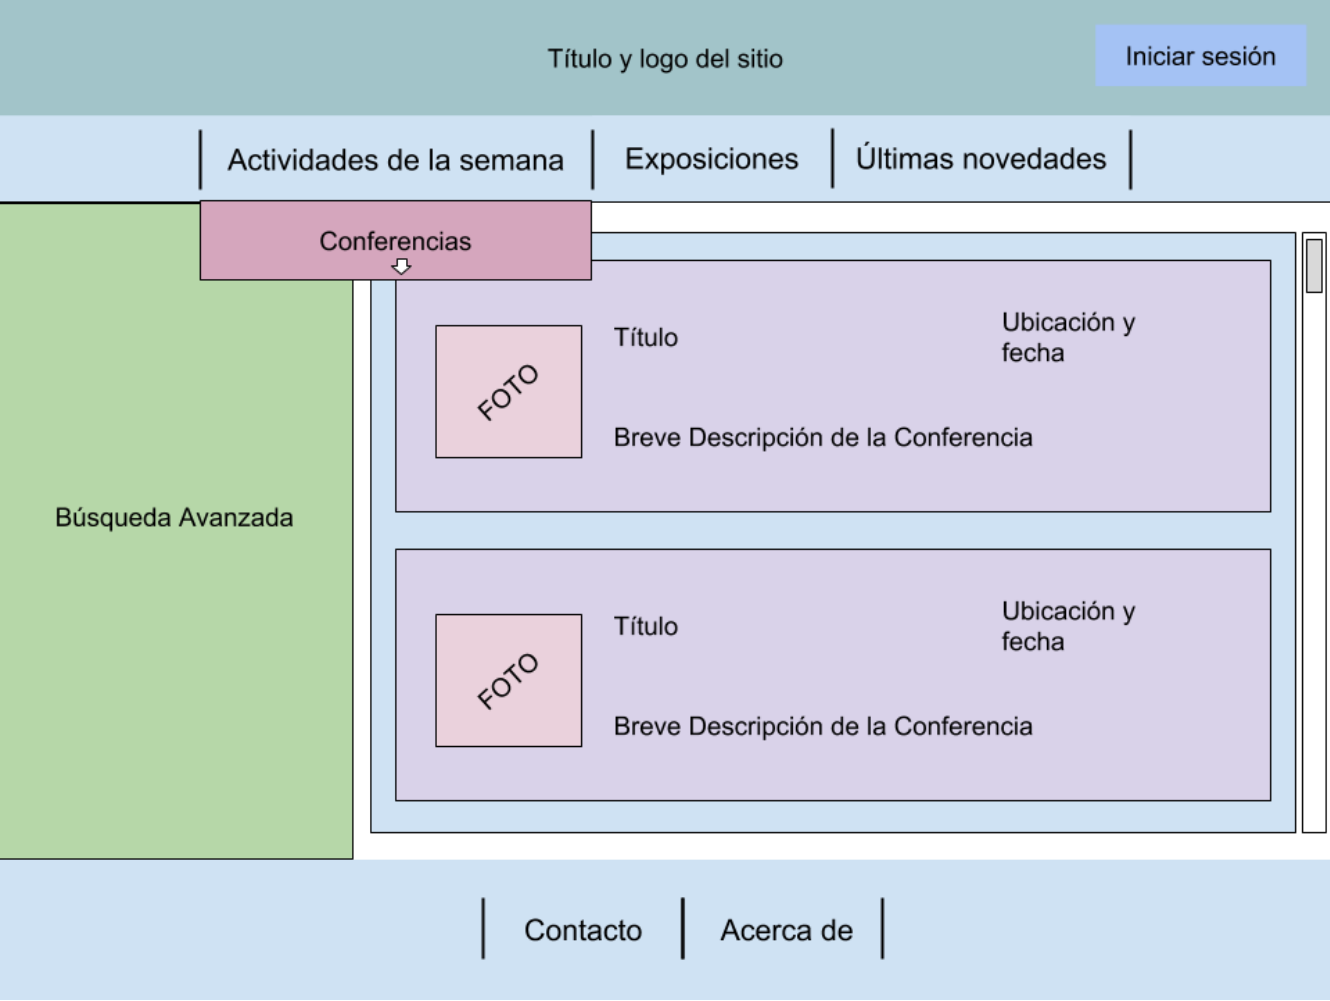 Título y logo del sitio
Iniciar sesión
Actividades de la semana
Exposiciones
Últimas novedades
Conferencias
Búsqueda Avanzada
FOTO
Título
Ubicación y
fecha
Breve Descripción de la Conferencia
FOTO
Título
Ubicación y
fecha
Breve Descripción de la Conferencia
Contacto
Acerca de